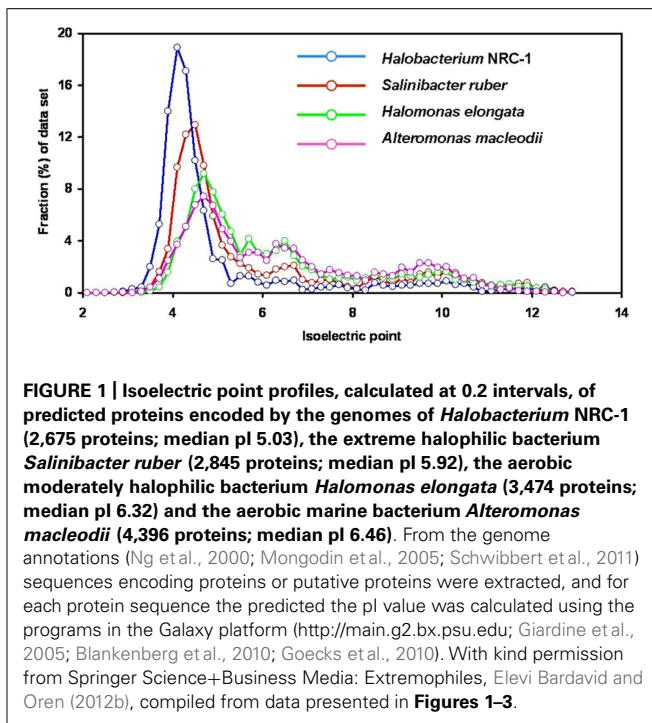 20
16
12
8
4
0
Fraction (%) of data set
Halobacterium NRC-1
Salinibacter ruber
Halomonas elongata
Alteromonas macleodii
2 4 6 8 10 12 14
Isoelectric point
FIGURE 1 | Isoelectric point profiles, calculated at 0.2 intervals, of
predicted proteins encoded by the genomes of Halobacterium NRC-1
(2,675 proteins; median pI 5.03), the extreme halophilic bacterium
Salinibacter ruber (2,845 proteins; median pI 5.92), the aerobic
moderately halophilic bacterium Halomonas elongata (3,474 proteins;
median pI 6.32) and the aerobic marine bacterium Alteromonas
macleodii (4,396 proteins; median pI 6.46). From the genome
annotations (Ng et al., 2000; Mongodin et al., 2005; Schwibbert et al., 2011)
sequences encoding proteins or putative proteins were extracted, and for
each protein sequence the predicted the pI value was calculated using the
programs in the Galaxy platform (http://main.g2.bx.psu.edu; Giardine et al.,
2005; Blankenberg et al., 2010; Goecks et al., 2010). With kind permission
from Springer Science+Business Media: Extremophiles, Elevi Bardavid and
Oren (2012b), compiled from data presented in Figures 1–3.